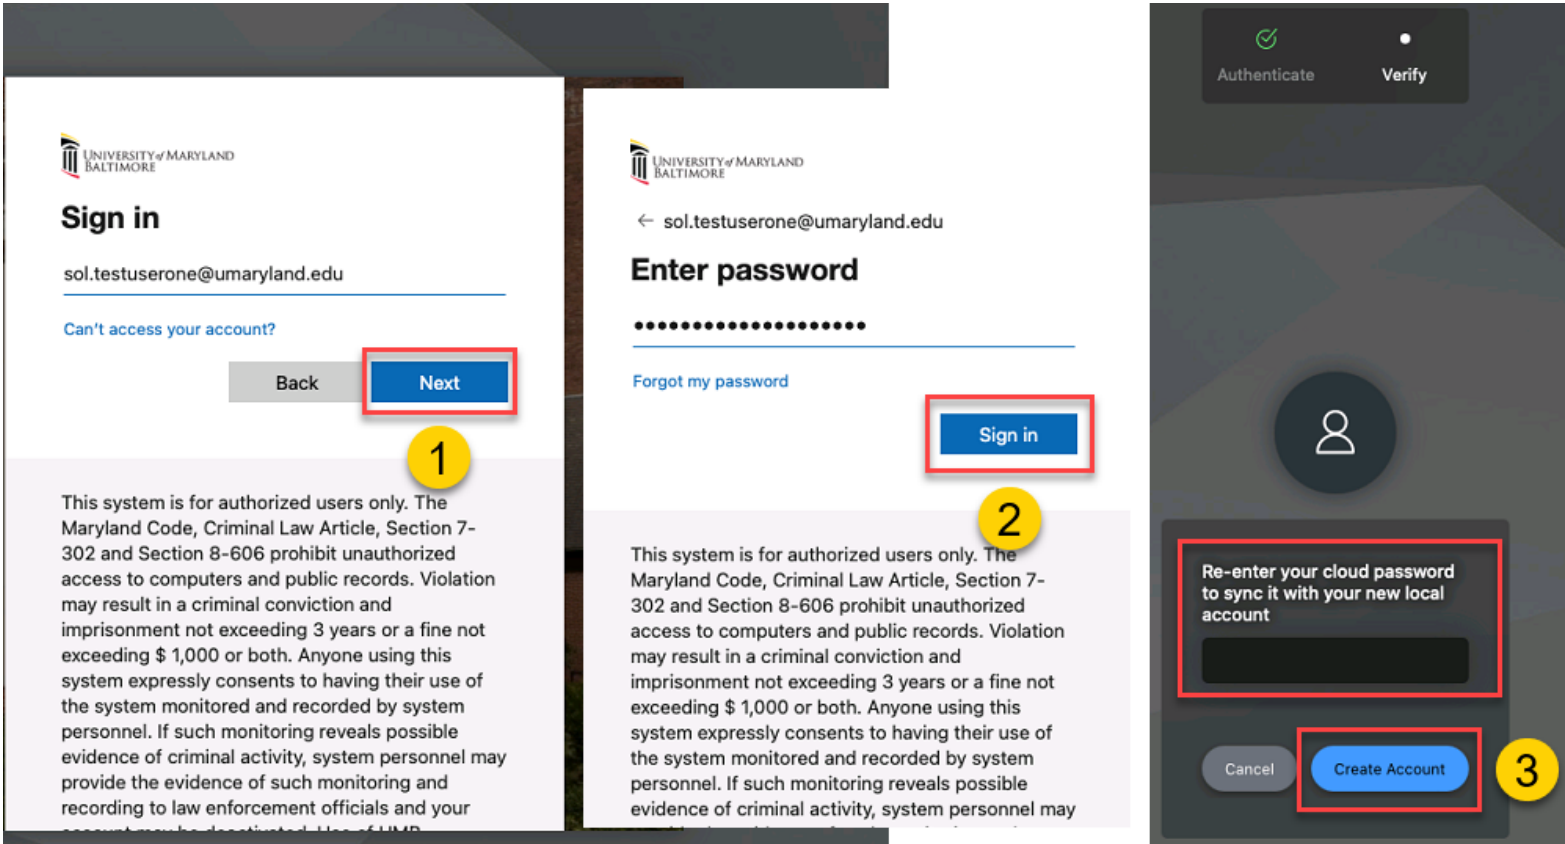 UNIVERSITY of MARYLAND
BALTIMORE
Sign in
sol.testuserone@umaryland.edu
Can't access your account?
Back
Next
1
This system is for authorized users only. The
Maryland Code, Criminal Law Article, Section 7-
302 and Section 8-606 prohibit unauthorized
access to computers and public records. Violation
may result in a criminal conviction and
imprisonment not exceeding 3 years or a fine not
exceeding $ 1,000 or both. Anyone using this
system expressly consents to having their use of
the system monitored and recorded by system
personnel. If such monitoring reveals possible
evidence of criminal activity, system personnel may
provide the evidence of such monitoring and
recording to law enforcement officials and your
UNIVERSITY of MARYLAND
BALTIMORE
← sol.testuserone@umaryland.edu
Enter password
••••••••••••••••••••
Forgot my password
Sign in
2
This system is for authorized users only. The
Maryland Code, Criminal Law Article, Section 7-
302 and Section 8-606 prohibit unauthorized
access to computers and public records. Violation
may result in a criminal conviction and
imprisonment not exceeding 3 years or a fine not
exceeding $ 1,000 or both. Anyone using this
system expressly consents to having their use of
the system monitored and recorded by system
personnel. If such monitoring reveals possible
evidence of criminal activity, system personnel may
Authenticate
Verify
Re-enter your cloud password
to sync it with your new local
account
Cancel
Create Account
3